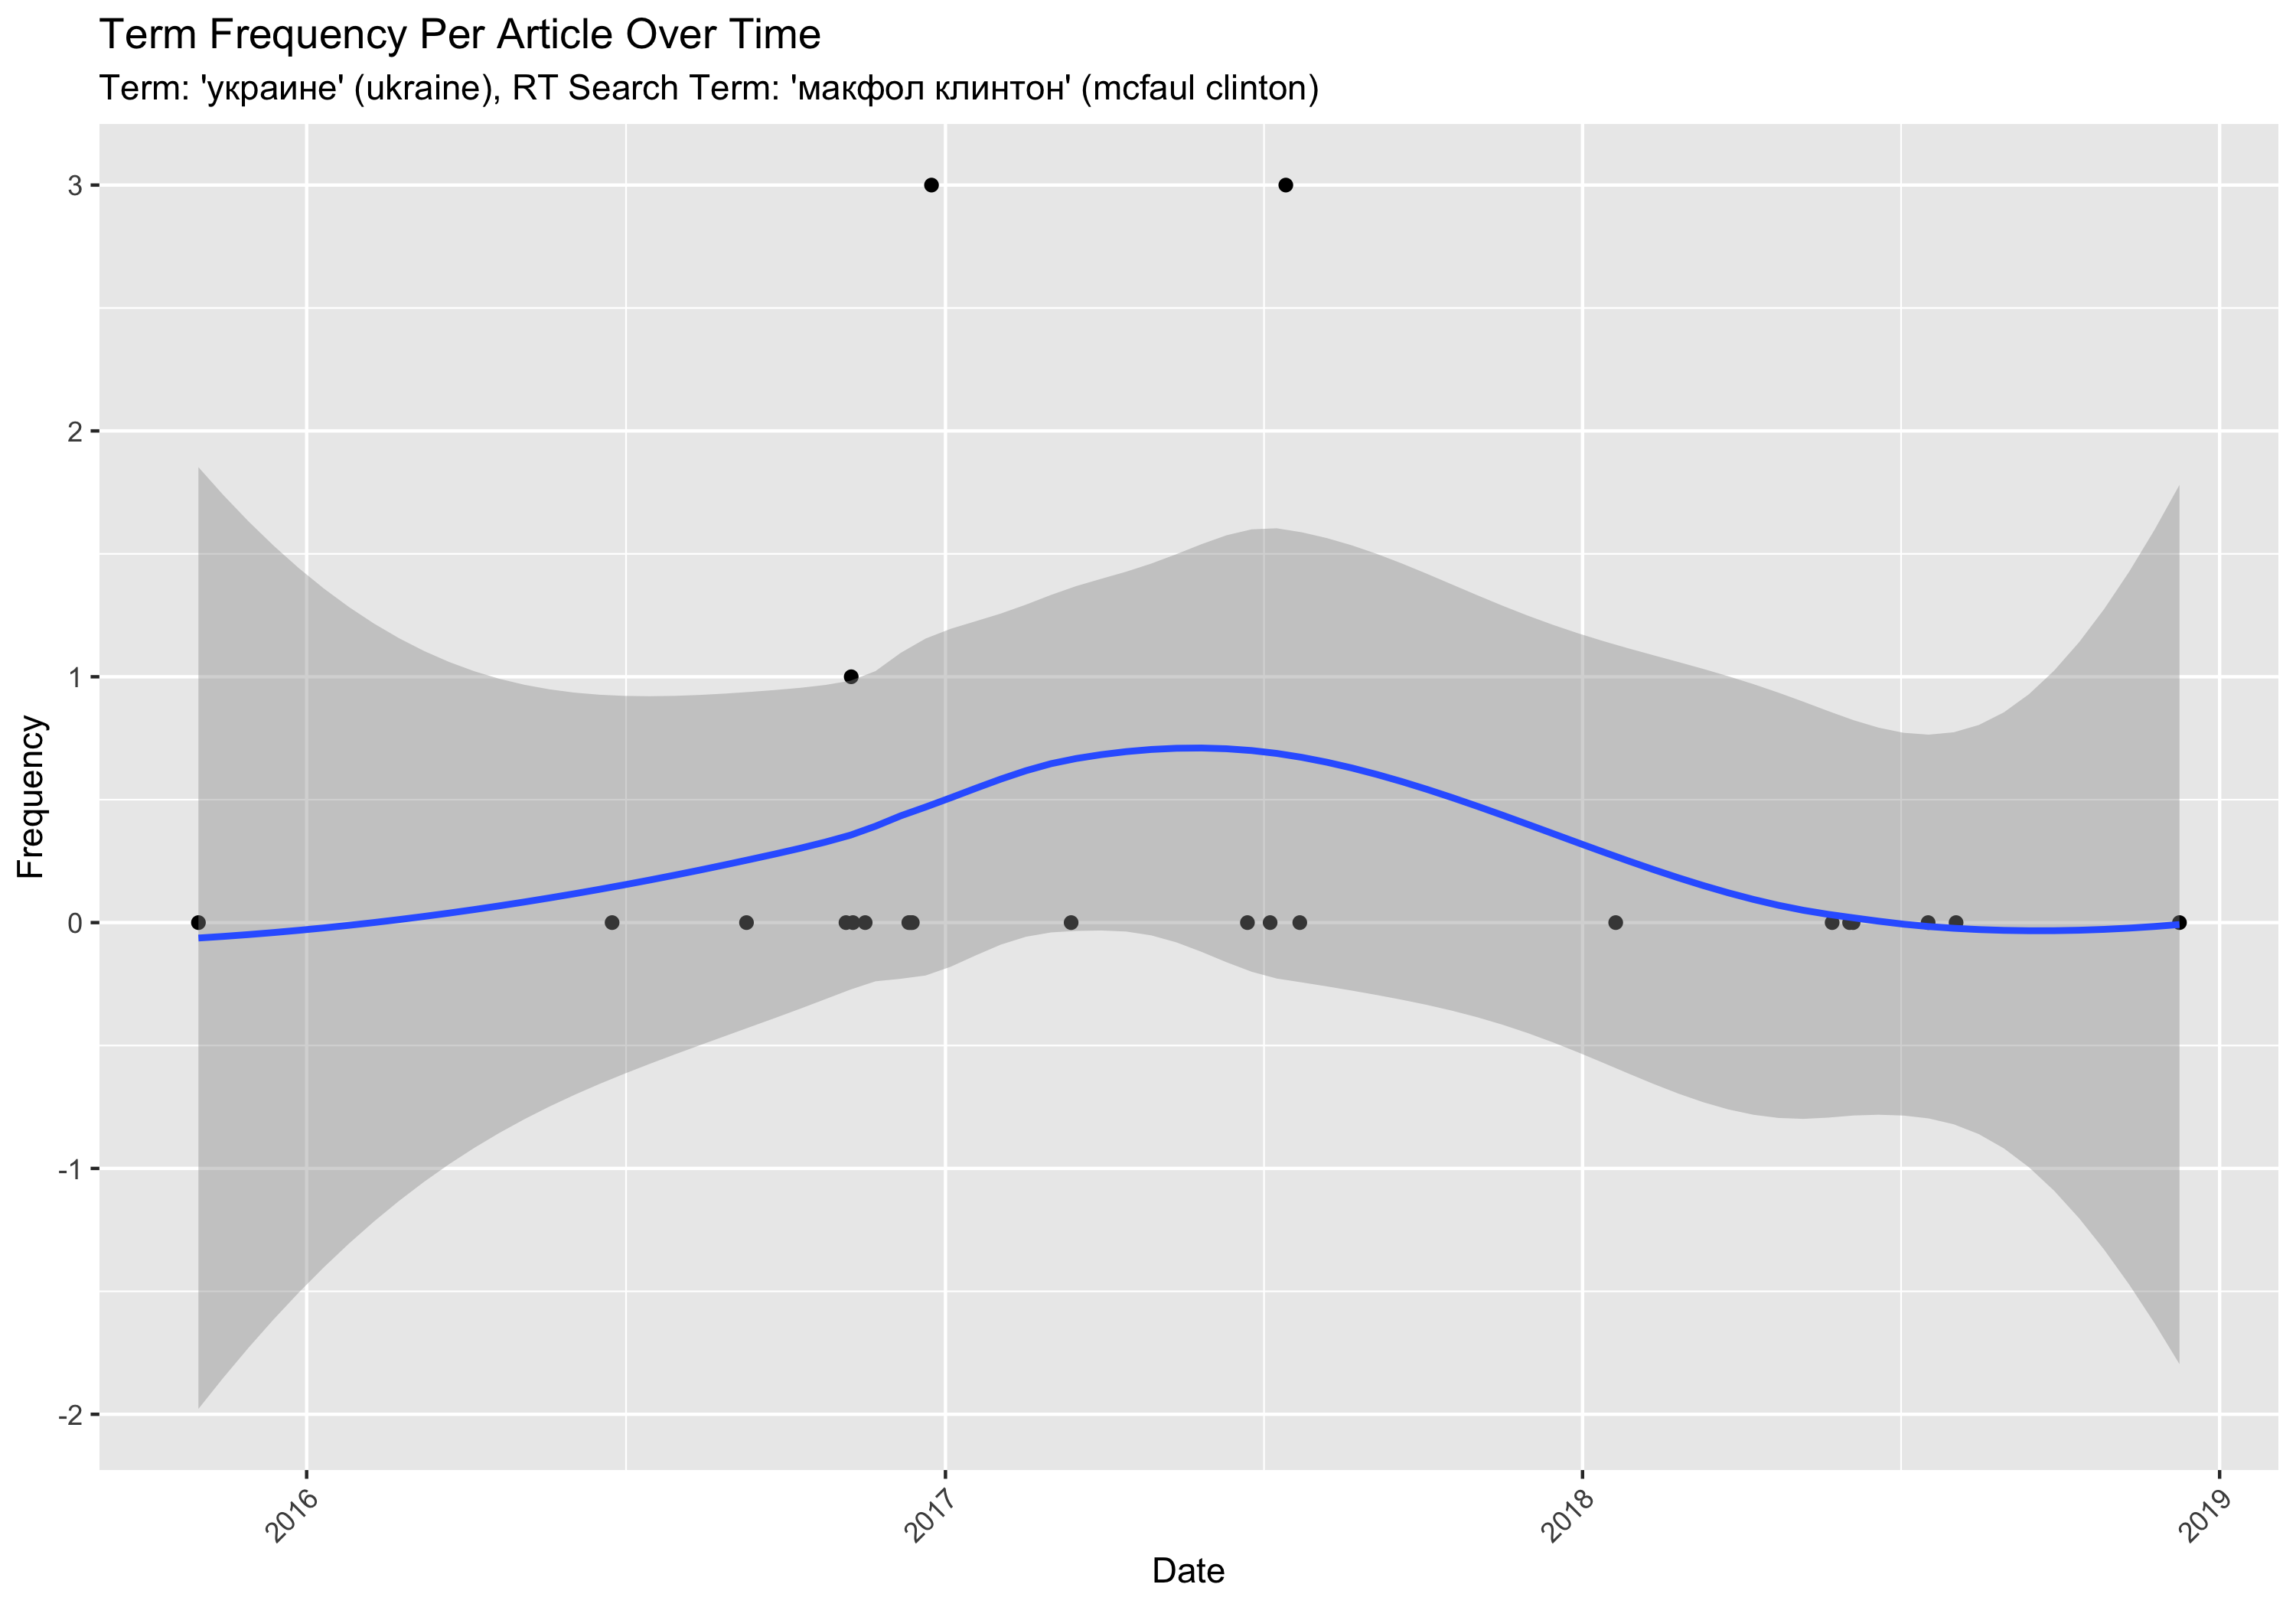 Term Frequency Per Article Over Time
Term: 'украине' (ukraine), RT Search Term: 'макфол клинтон' (mcfaul clinton)
3
2
1
0
-1
-2
Frequency
2016
2017
2018
2019
Date